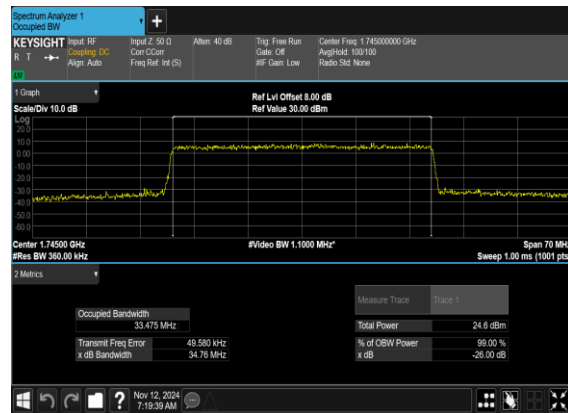 Spectrum Analyzer 1
Occupied BW
KEYSIGHT
R T
LW
Input: RF
Coupling: DC
Align: Auto
Input Z: 50 Ω
Corr CCorr
Freq Ref: Int (S)
Atten: 40 dB
Trig: Free Run
Gate: Off
#IF Gain: Low
Center Freq: 1.745000000 GHz
Avg|Hold: 100/100
Radio Std: None
1 Graph
Scale/Div 10.0 dB
Ref Lvl Offset 8.00 dB
Ref Value 30.00 dBm
Log
20.0
10.0
0.00
-10.0
-20.0
-30.0
-40.0
-50.0
-60.0
Center 1.74500 GHz
#Res BW 360.00 kHz
#Video BW 1.1000 MHz*
Span 70 MHz
Sweep 1.00 ms (1001 pts
2 Metrics
Measure Trace Trace 1
Occupied Bandwidth
33.475 MHz
Total Power 24.6 dBm
Transmit Freq Error 49.580 kHz
% of OBW Power 99.00 %
x dB Bandwidth 34.76 MHz
x dB -26.00 dB
?
Nov 12, 2024
7:19:39 AM